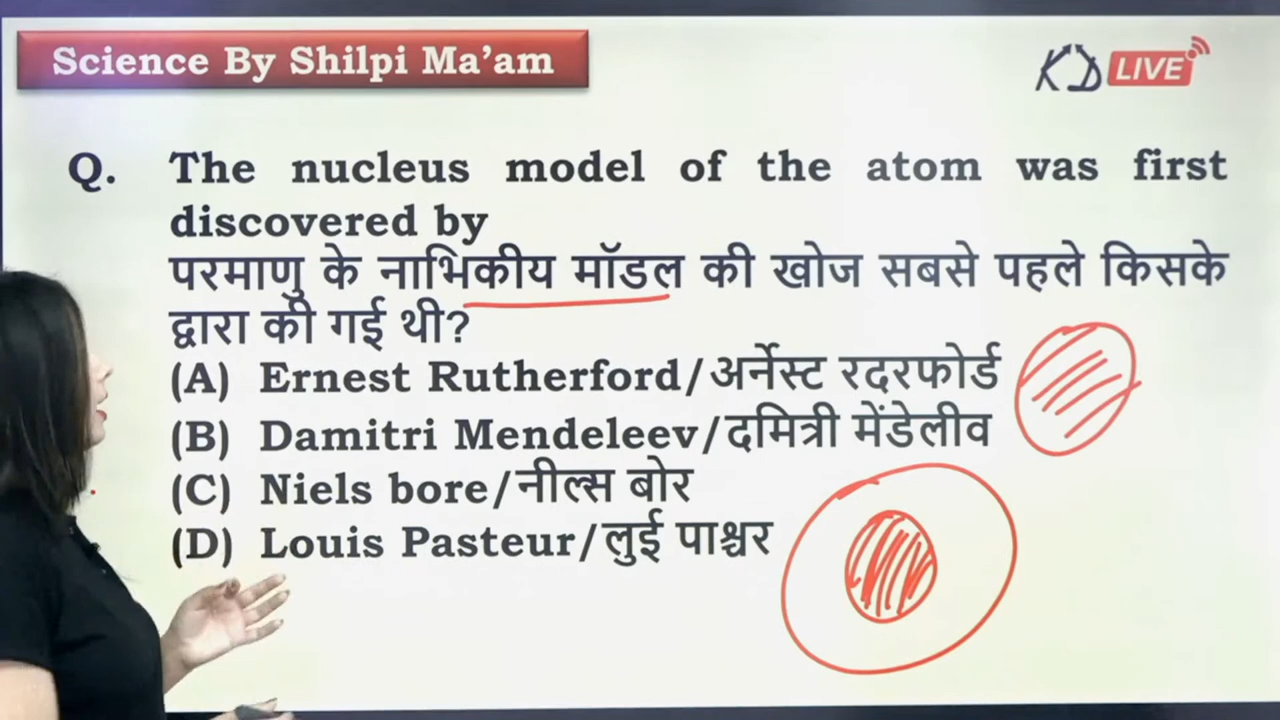 Science By Shilpi Ma'am
KD LIVE
Q. The nucleus model of the atom was first
discovered by
परमाणु के नाभिकीय मॉडल की खोज सबसे पहले किसके
द्वारा की गई थी?
(A) Ernest Rutherford/अर्नेस्ट रदरफोर्ड
(B) Damitri Mendeleev/दमित्री मेंडेलीव
(C) Niels bore/नील्स बोर
(D) Louis Pasteur/लुई पाश्चर